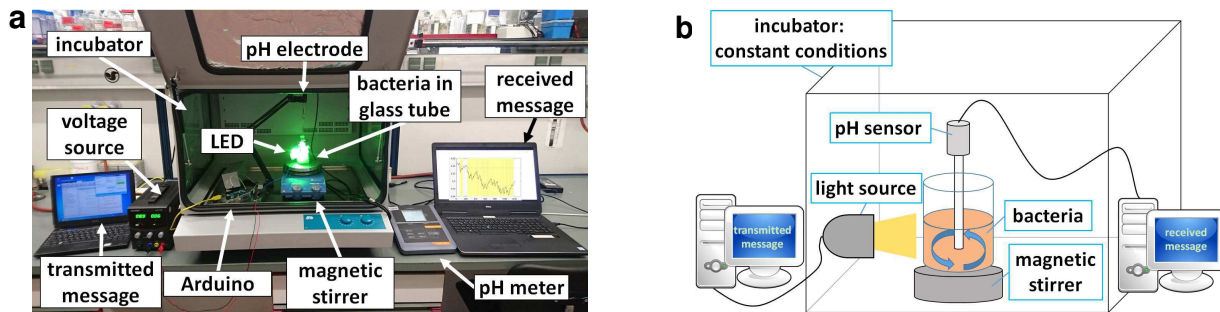 a
incubator
pH electrode
received
message
bacteria in
glass tube
voltage
source
LED
transmitted
message
Arduino
magnetic
stirrer
pH meter
b
incubator:
constant conditions
pH sensor
light source
bacteria
transmitted
message
received
message
magnetic
stirrer